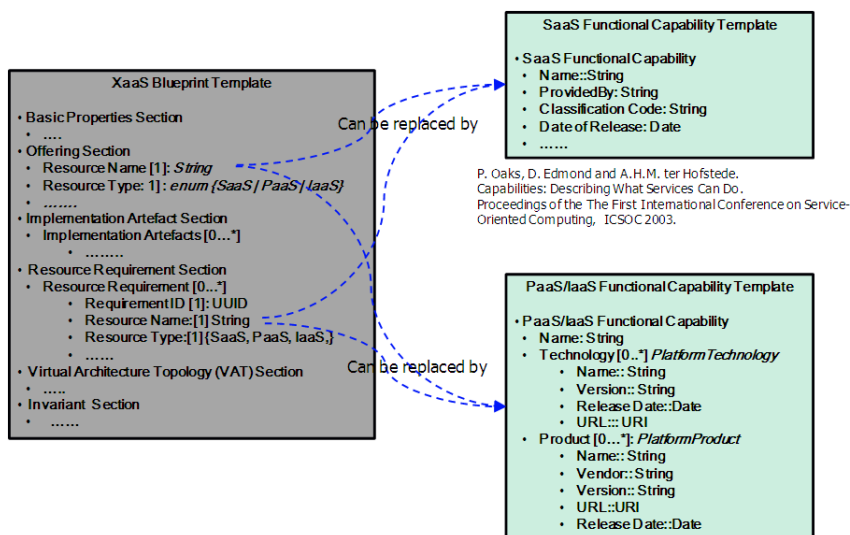 XaaS Blueprint Template
• Basic Properties Section
• ....
• Offering Section
• Resource Name [1]: String
• Resource Type: 1] : enum {SaaS | PaaS | IaaS}
• .......
• Implementation Artefact Section
• Implementation Artefacts [0...*]
• ........
• Resource Requirement Section
• Resource Requirement [0...*]
• RequirementID [1]: UUID
• Resource Name:[1] String
• Resource Type:[1]{SaaS, PaaS, IaaS,}
• ......
• Virtual Architecture Topology (VAT) Section
• .....
• Invariant Section
• ......
Can be replaced by
Can be replaced by
SaaS Functional Capability Template
• SaaS Functional Capability
• Name::String
• ProvidedBy: String
• Classification Code: String
• Date of Release: Date
• ......
P. Oaks, D. Edmond and A.H.M. ter Hofstede.
Capabilities: Describing What Services Can Do.
Proceedings of the The First International Conference on Service-
Oriented Computing, ICSOC 2003.
PaaS/IaaS Functional Capability Template
• PaaS/IaaS Functional Capability
• Name: String
• Technology [0..*] PlatformTechnology
• Name:: String
• Version:: String
• Release Date::Date
• URL::: URI
• Product [0...*]: PlatformProduct
• Name:: String
• Vendor:: String
• Version:: String
• URL::URI
• Release Date::Date